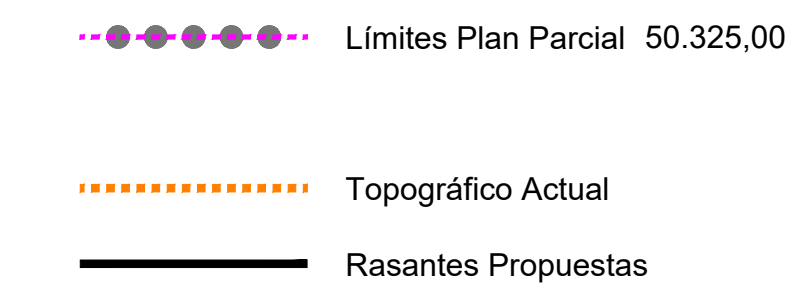 Límites Plan Parcial 50.325,00
Topográfico Actual
Rasantes Propuestas